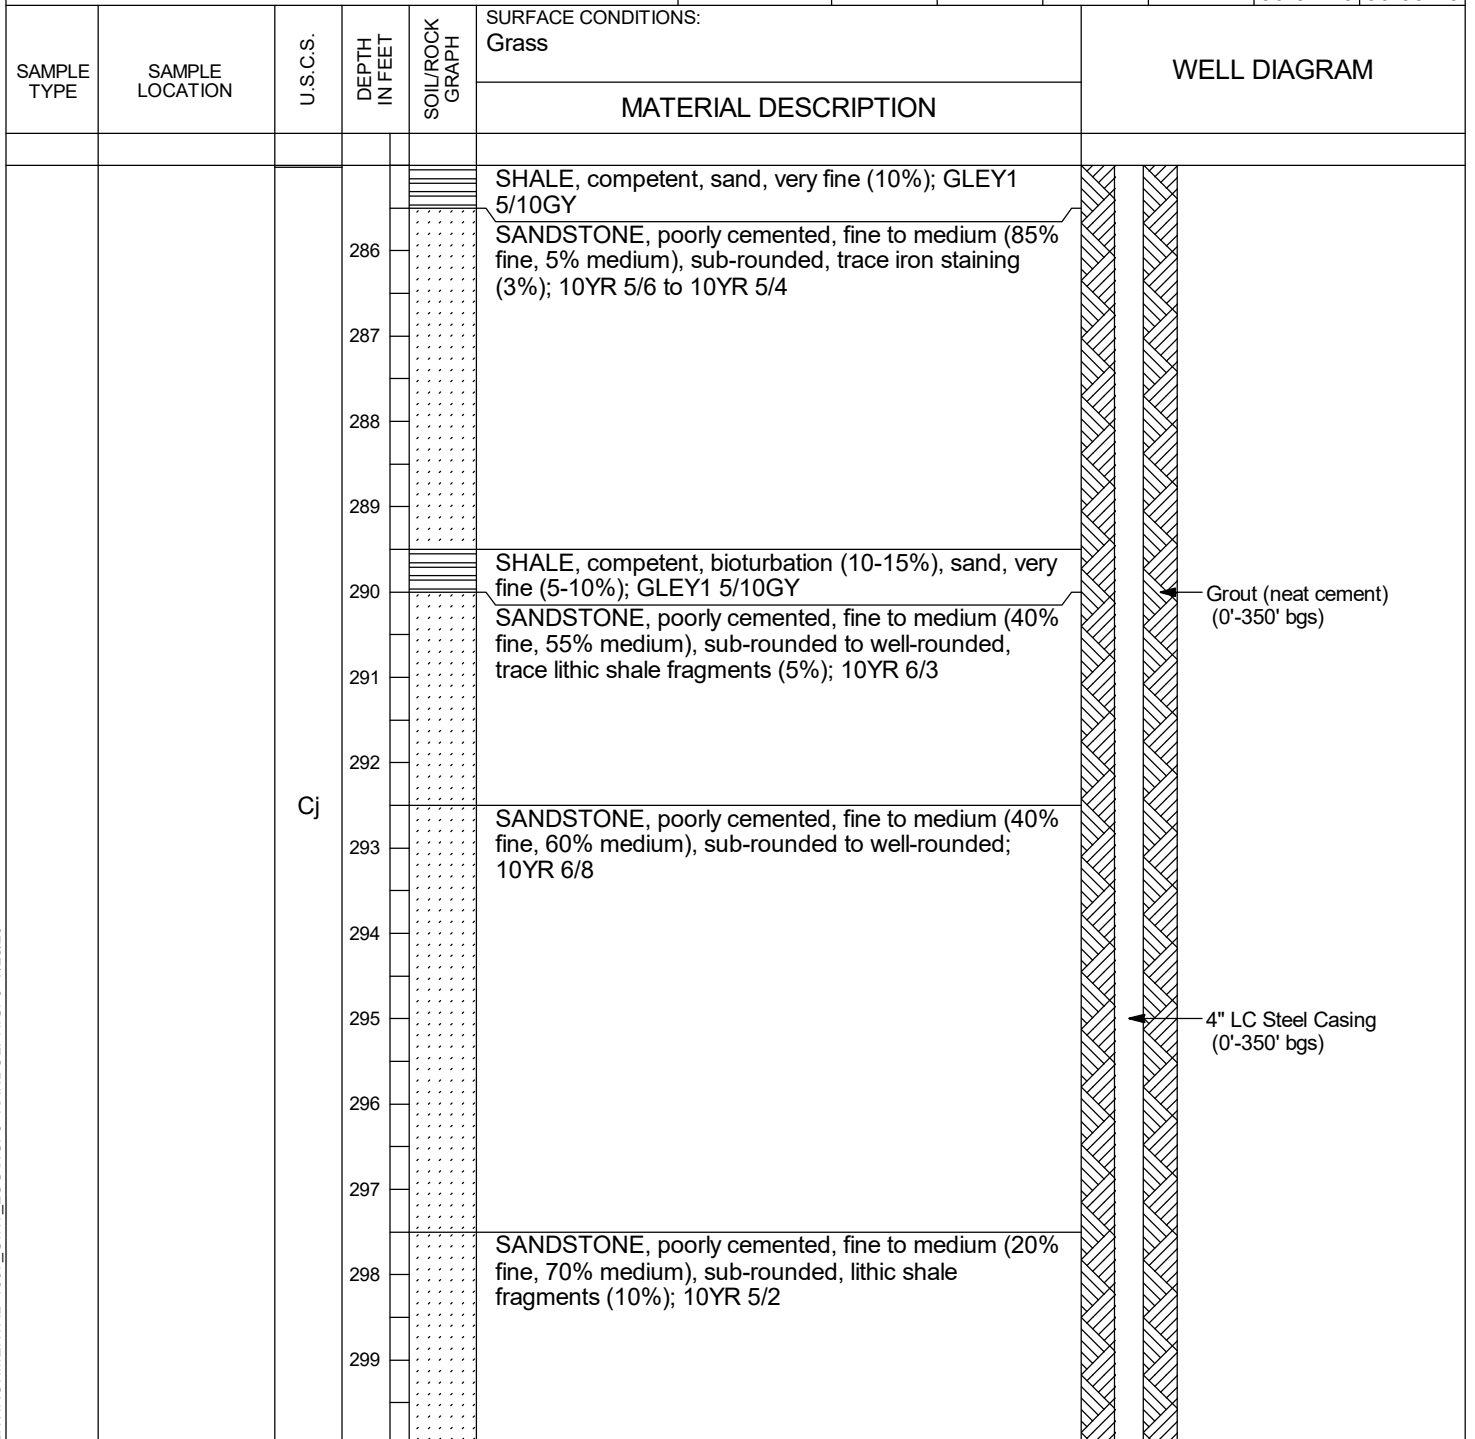 SURFACE CONDITIONS:
Grass
SAMPLE
TYPE
SAMPLE
LOCATION
U.S.C.S.
DEPTH
IN FEET
SOIL/ROCK
GRAPH
MATERIAL DESCRIPTION
WELL DIAGRAM
SHALE, competent, sand, very fine (10%); GLEY1
5/10GY
SANDSTONE, poorly cemented, fine to medium (85%
fine, 5% medium), sub-rounded, trace iron staining
(3%); 10YR 5/6 to 10YR 5/4
286
287
288
289
SHALE, competent, bioturbation (10-15%), sand, very
fine (5-10%); GLEY1 5/10GY
290
Grout (neat cement)
(0'-350' bgs)
SANDSTONE, poorly cemented, fine to medium (40%
fine, 55% medium), sub-rounded to well-rounded,
trace lithic shale fragments (5%); 10YR 6/3
291
292
Cj
SANDSTONE, poorly cemented, fine to medium (40%
fine, 60% medium), sub-rounded to well-rounded;
10YR 6/8
293
294
295
4" LC Steel Casing
(0'-350' bgs)
296
297
SANDSTONE, poorly cemented, fine to medium (20%
fine, 70% medium), sub-rounded, lithic shale
fragments (10%); 10YR 5/2
298
299